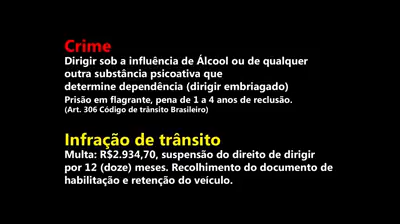 Crime
Dirigir sob a influência de Álcool ou de qualquer
outra substância psicoativa que
determine dependência (dirigir embriagado)
Prisão em flagrante, pena de 1 a 4 anos de reclusão.
(Art. 306 Código de trânsito Brasileiro)
Infração de trânsito
Multa: R$2.934,70, suspensão do direito de dirigir
por 12 (doze) meses. Recolhimento do documento de
habilitação e retenção do veículo.